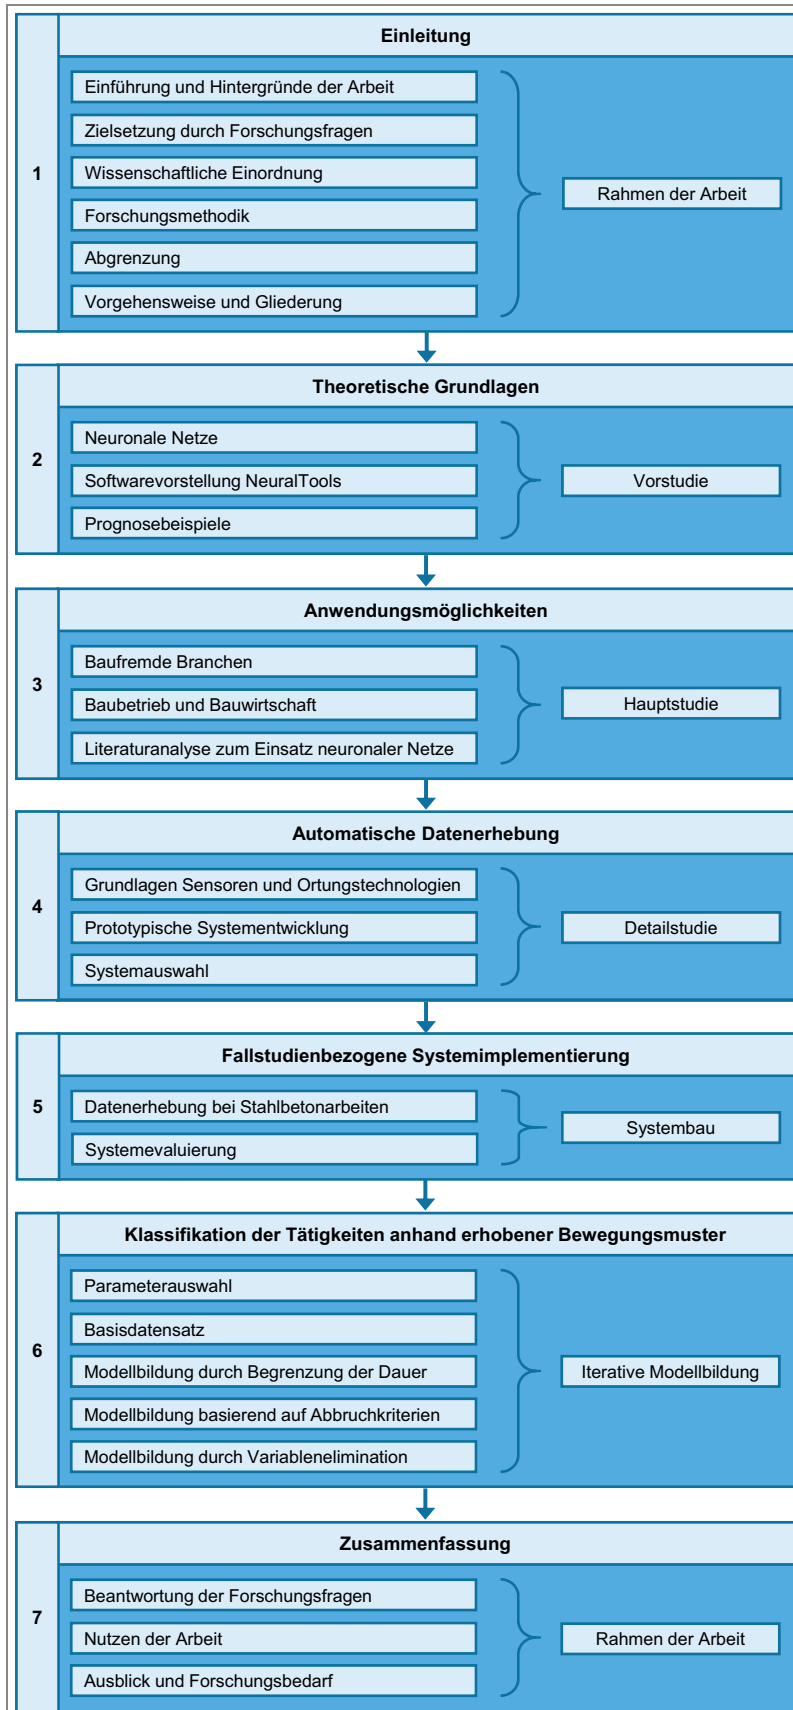 1
Einleitung
Einführung und Hintergründe der Arbeit
Zielsetzung durch Forschungsfragen
Wissenschaftliche Einordnung
Forschungsmethodik
Abgrenzung
Vorgehensweise und Gliederung
Rahmen der Arbeit
2
Theoretische Grundlagen
Neuronale Netze
Softwarevorstellung NeuralTools
Prognosebeispiele
Vorstudie
3
Anwendungsmöglichkeiten
Baufremde Branchen
Baubetrieb und Bauwirtschaft
Literaturanalyse zum Einsatz neuronaler Netze
Hauptstudie
4
Automatische Datenerhebung
Grundlagen Sensoren und Ortungstechnologien
Prototypische Systementwicklung
Systemauswahl
Detailstudie
5
Fallstudienbezogene Systemimplementierung
Datenerhebung bei Stahlbetonarbeiten
Systemevaluierung
Systembau
6
Klassifikation der Tätigkeiten anhand erhobener Bewegungsmuster
Parameterauswahl
Basisdatensatz
Modellbildung durch Begrenzung der Dauer
Modellbildung basierend auf Abbruchkriterien
Modellbildung durch Variablenelimination
Iterative Modellbildung
7
Zusammenfassung
Beantwortung der Forschungsfragen
Nutzen der Arbeit
Ausblick und Forschungsbedarf
Rahmen der Arbeit